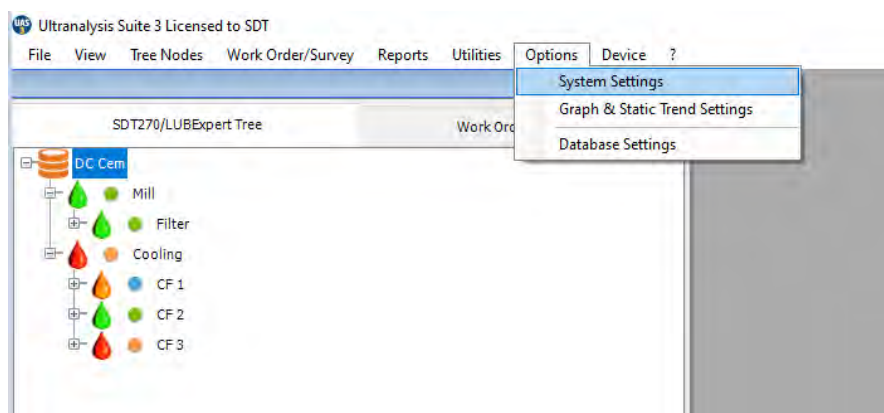 Ultranalysis Suite 3 Licensed to SDT
File View Tree Nodes Work Order/Survey Reports Utilities Options Device ?
System Settings
Graph & Static Trend Settings
Database Settings
SDT270/LUBExpert Tree Work Ord
DC Cem
Mill
Filter
Cooling
CF 1
CF 2
CF 3